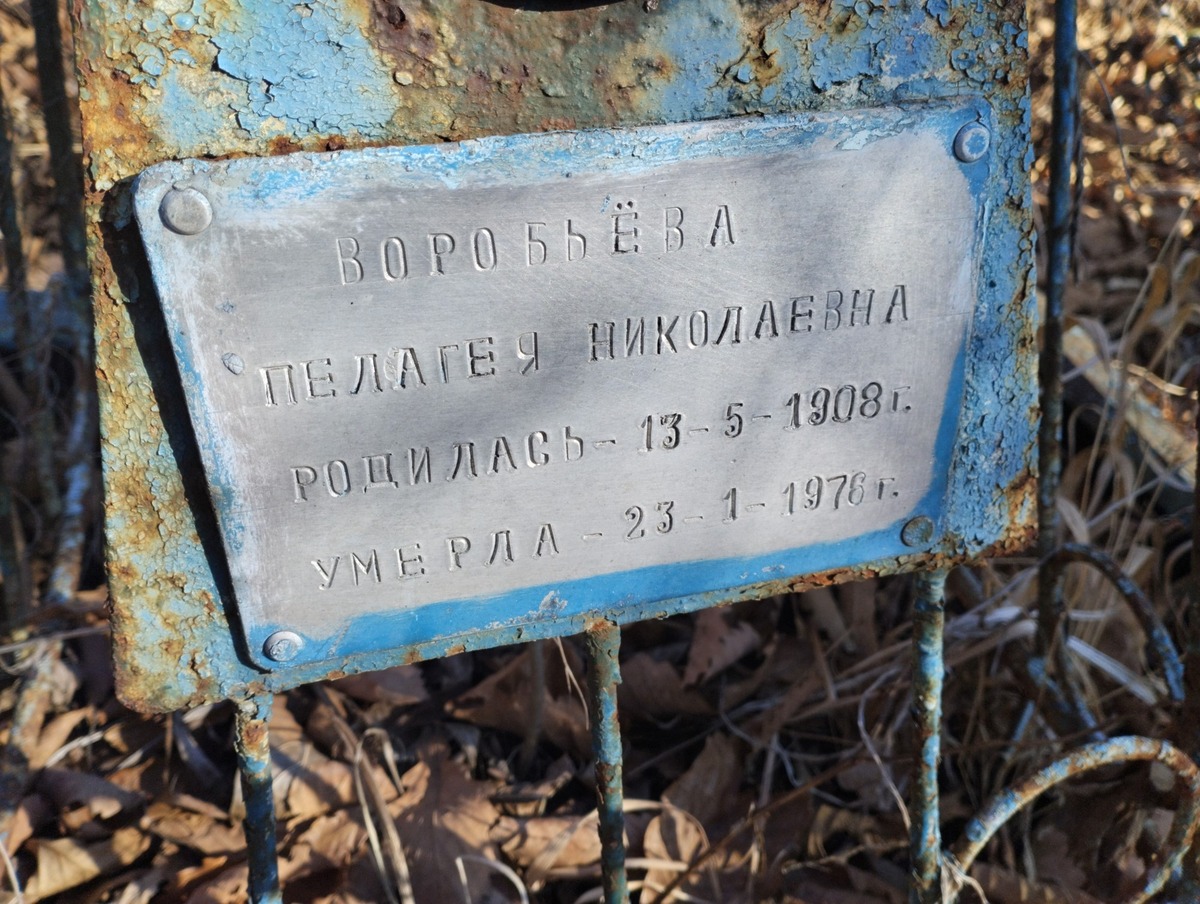 ВОРОБЬЁВА
ПЕЛАГЕЯ НИКОЛАЕВНА
РОДИЛАСЬ - 13 - 5 - 1908 г.
УМЕРЛА - 23 - 1 - 1976 г.